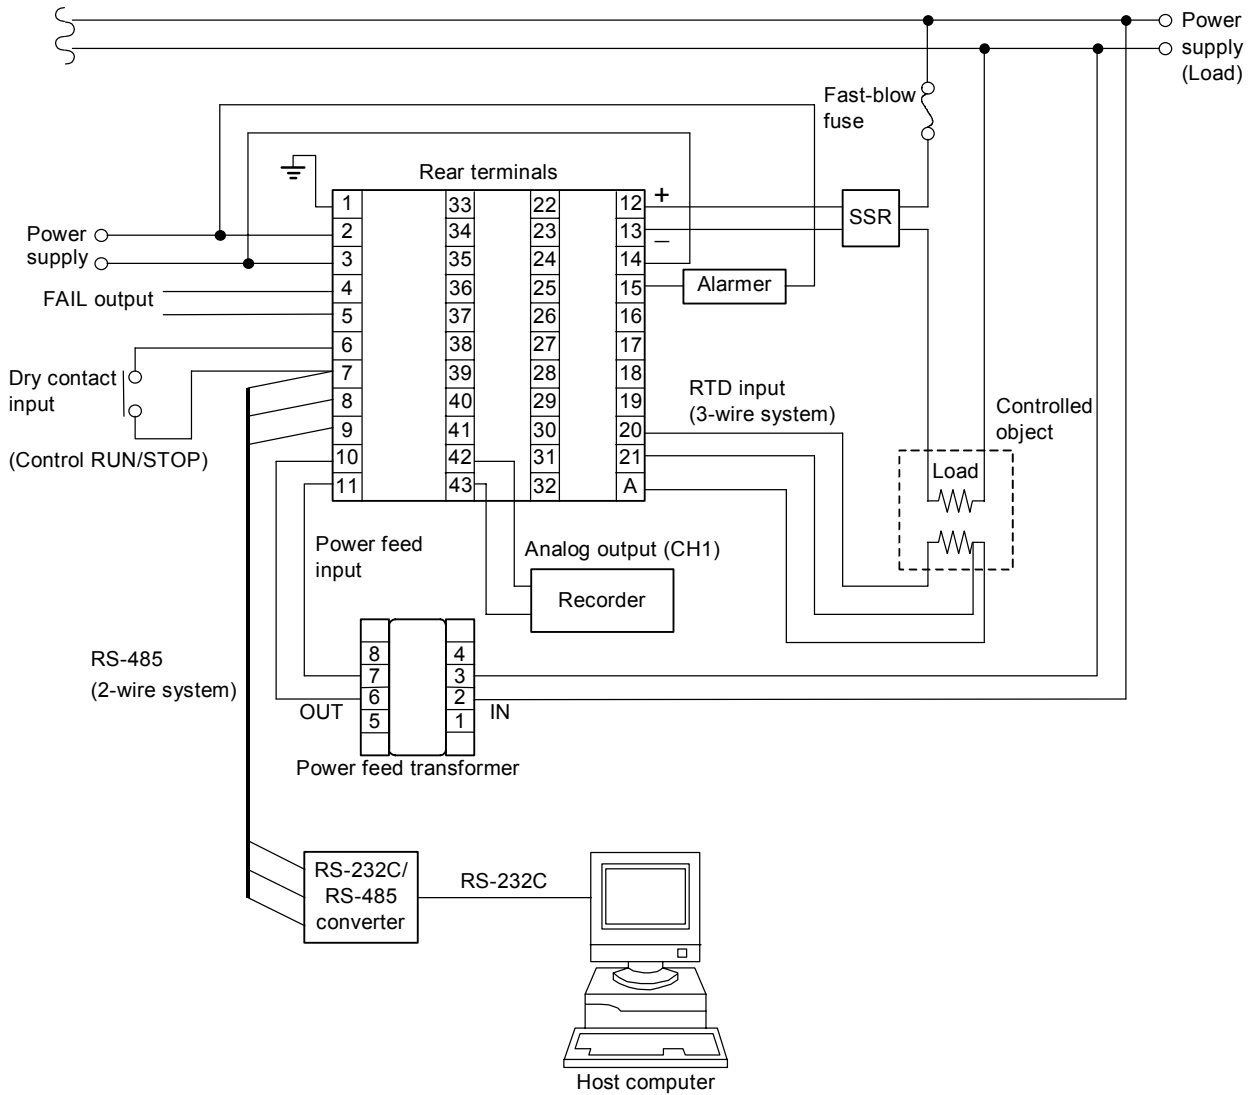 Power
supply
(Load)
Fast-blow
fuse
Rear terminals
1 33 22 12 +
2 34 23 13 –
3 35 24 14
4 36 25 15
5 37 26 16
6 38 27 17
7 39 28 18
8 40 29 19
9 41 30 20
10 42 31 21
11 43 32 A
SSR
Power
supply
Alarmer
FAIL output
Dry contact
input
(Control RUN/STOP)
RTD input
(3-wire system)
Controlled
object
Load
Power feed
input
Analog output (CH1)
Recorder
RS-485
(2-wire system)
8 4
7 3
6 2
5 1
OUT
IN
Power feed transformer
RS-232C/
RS-485
converter
RS-232C
Host computer